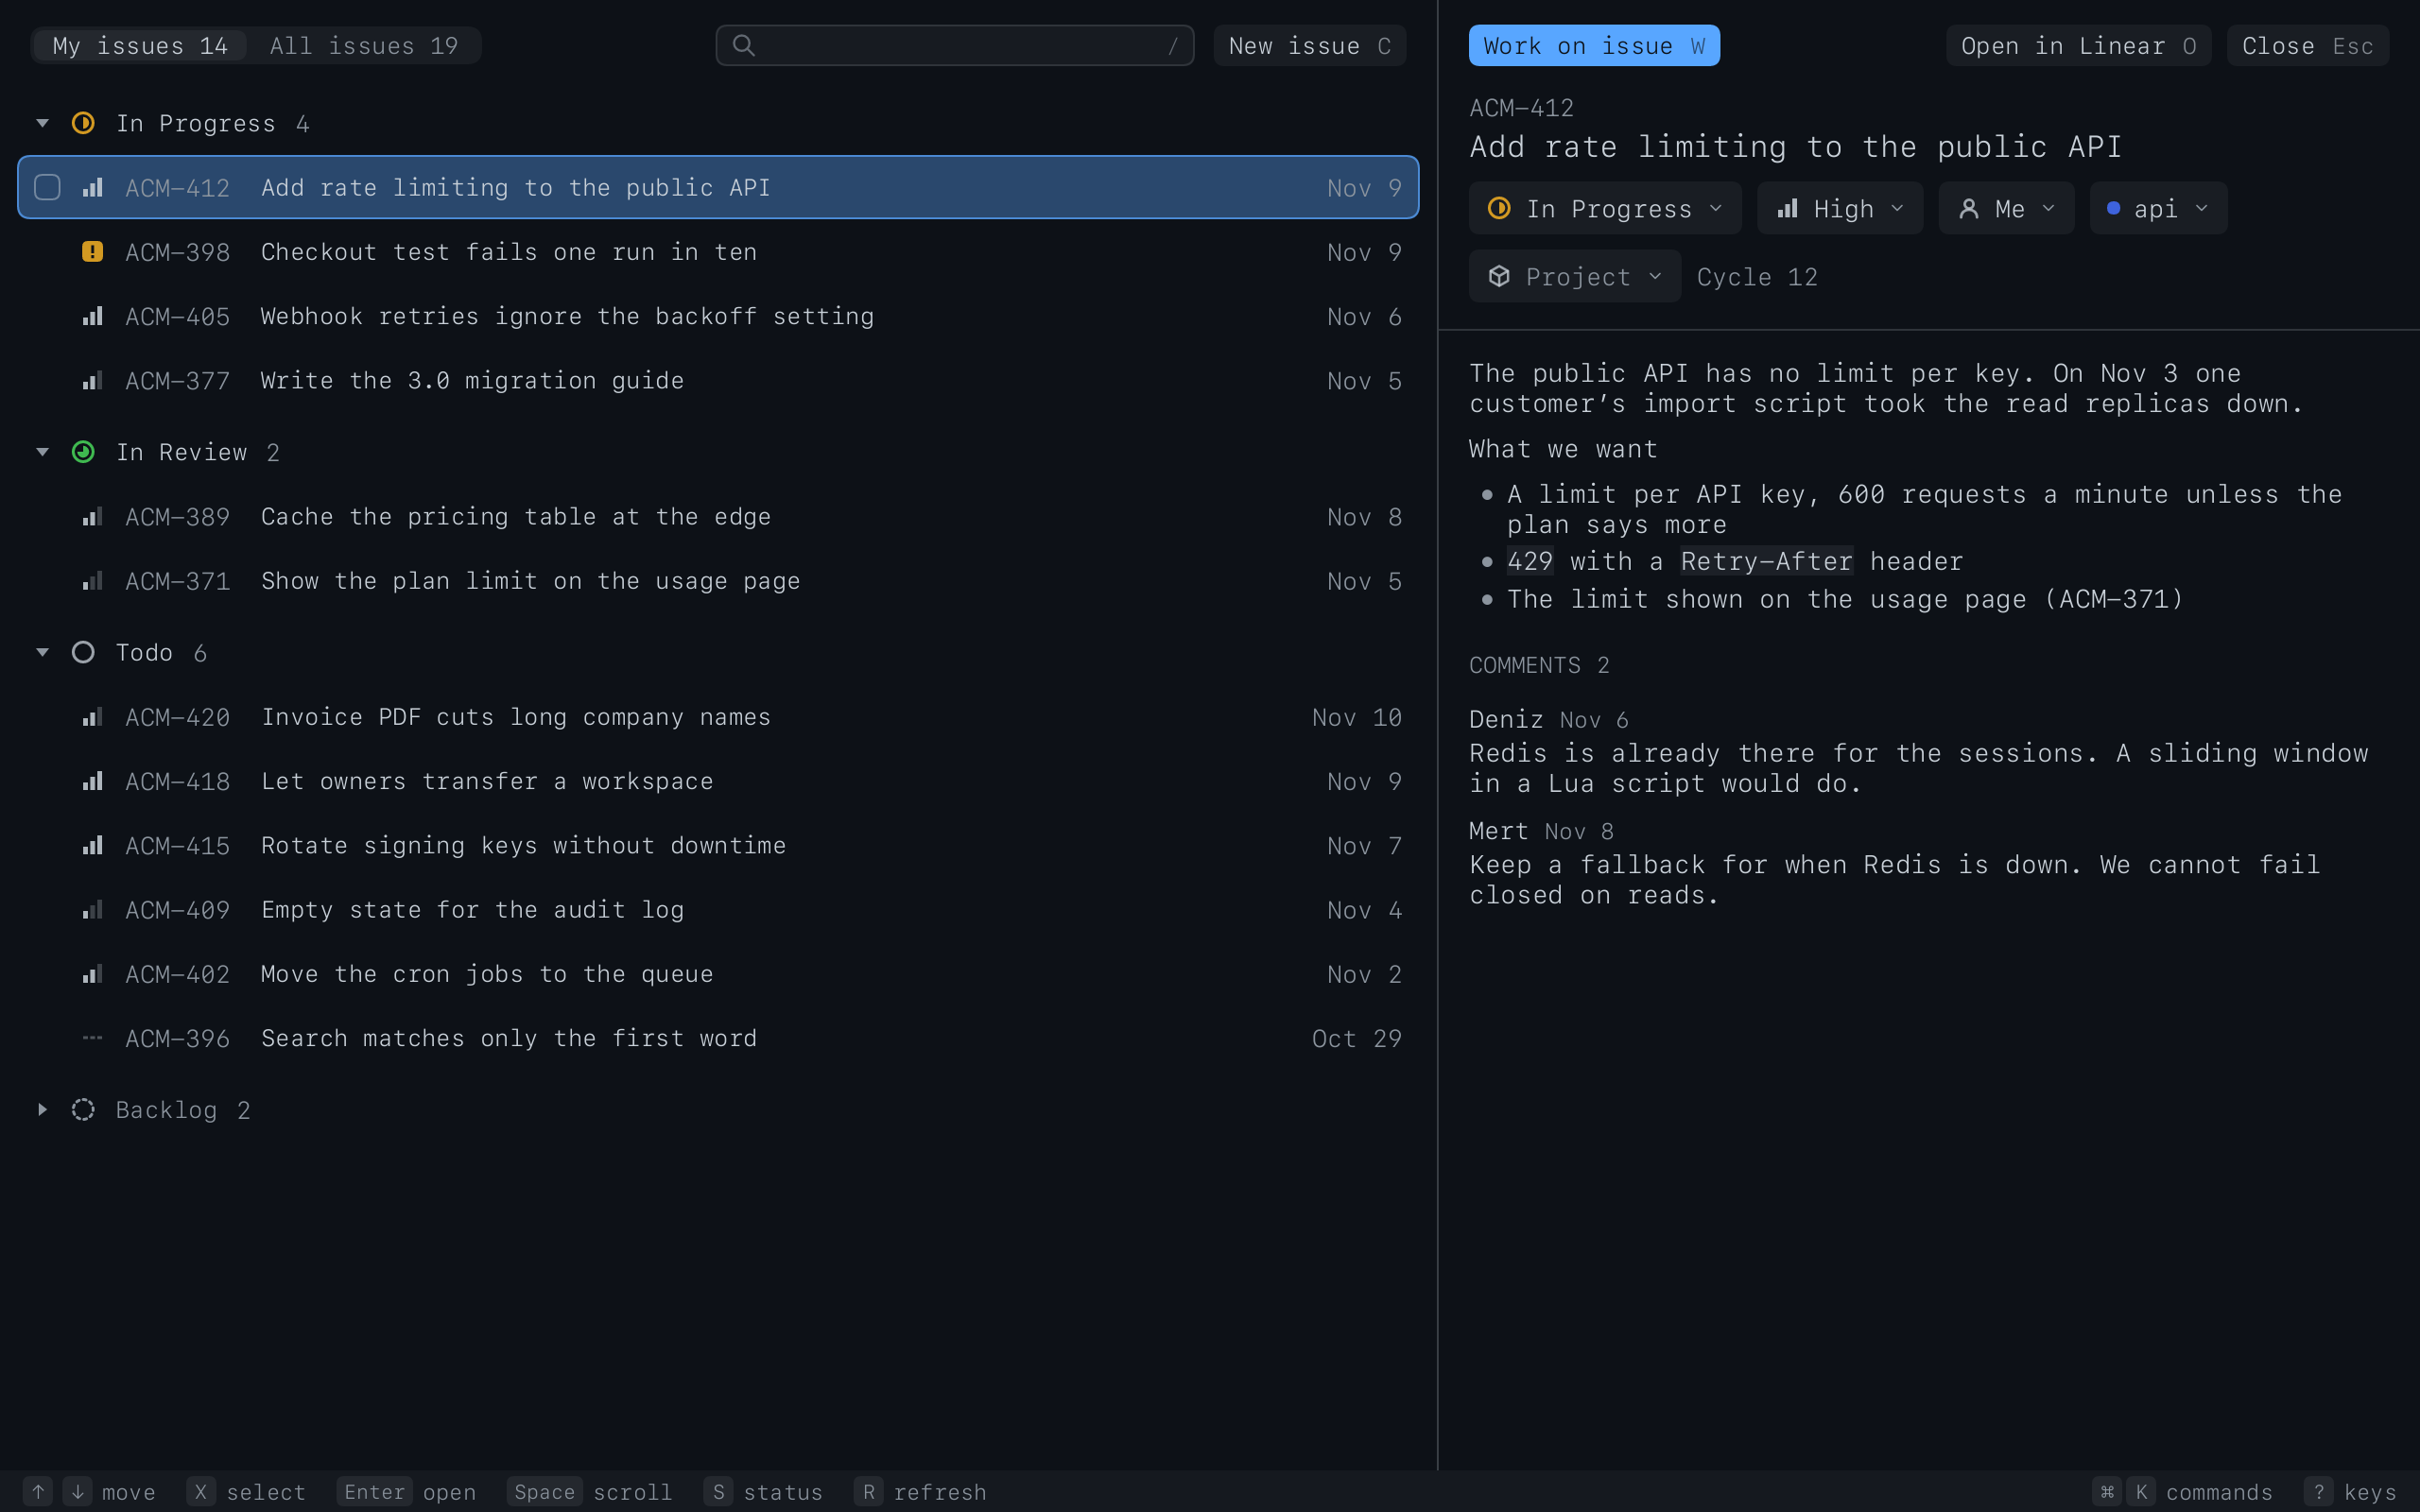 My issues 14 All issues 19 / New issue C
In Progress 4
ACM-412 Add rate limiting to the public API Nov 9
ACM-398 Checkout test fails one run in ten Nov 9
ACM-405 Webhook retries ignore the backoff setting Nov 6
ACM-377 Write the 3.0 migration guide Nov 5
In Review 2
ACM-389 Cache the pricing table at the edge Nov 8
ACM-371 Show the plan limit on the usage page Nov 5
Todo 6
ACM-420 Invoice PDF cuts long company names Nov 10
ACM-418 Let owners transfer a workspace Nov 9
ACM-415 Rotate signing keys without downtime Nov 7
ACM-409 Empty state for the audit log Nov 4
ACM-402 Move the cron jobs to the queue Nov 2
ACM-396 Search matches only the first word Oct 29
Backlog 2
Work on issue W Open in Linear O Close Esc
ACM-412
Add rate limiting to the public API
In Progress High Me api
Project Cycle 12
The public API has no limit per key. On Nov 3 one
customer’s import script took the read replicas down.
What we want
• A limit per API key, 600 requests a minute unless the
plan says more
• 429 with a Retry-After header
• The limit shown on the usage page (ACM-371)
COMMENTS 2
Deniz Nov 6
Redis is already there for the sessions. A sliding window
in a Lua script would do.
Mert Nov 8
Keep a fallback for when Redis is down. We cannot fail
closed on reads.
↑ ↓ move X select Enter open Space scroll S status R refresh ⌘ K commands ? keys